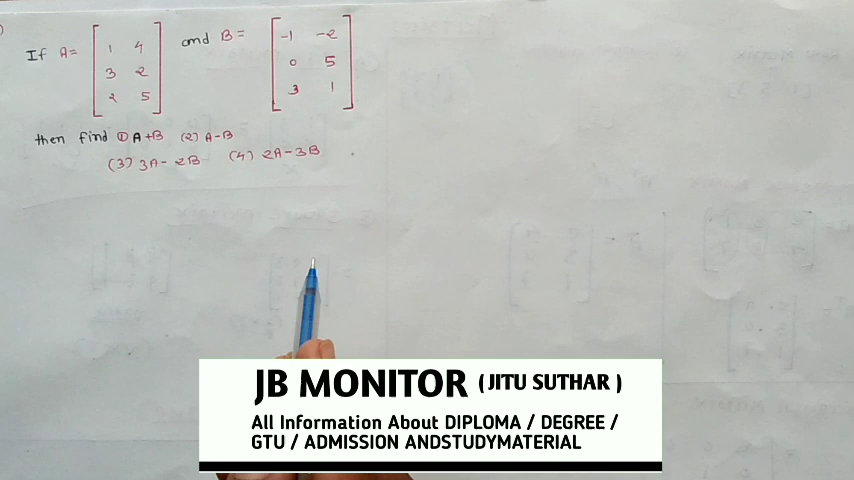 )
If A= [ 1 4 and B= [ -1 -2
3 2 0 5
2 5 ] 3 1 ]
then find ① A+B (2) A-B
(3) 3A-2B (4) 2A-3B .
JB MONITOR (JITU SUTHAR)
All Information About DIPLOMA / DEGREE /
GTU / ADMISSION ANDSTUDYMATERIAL